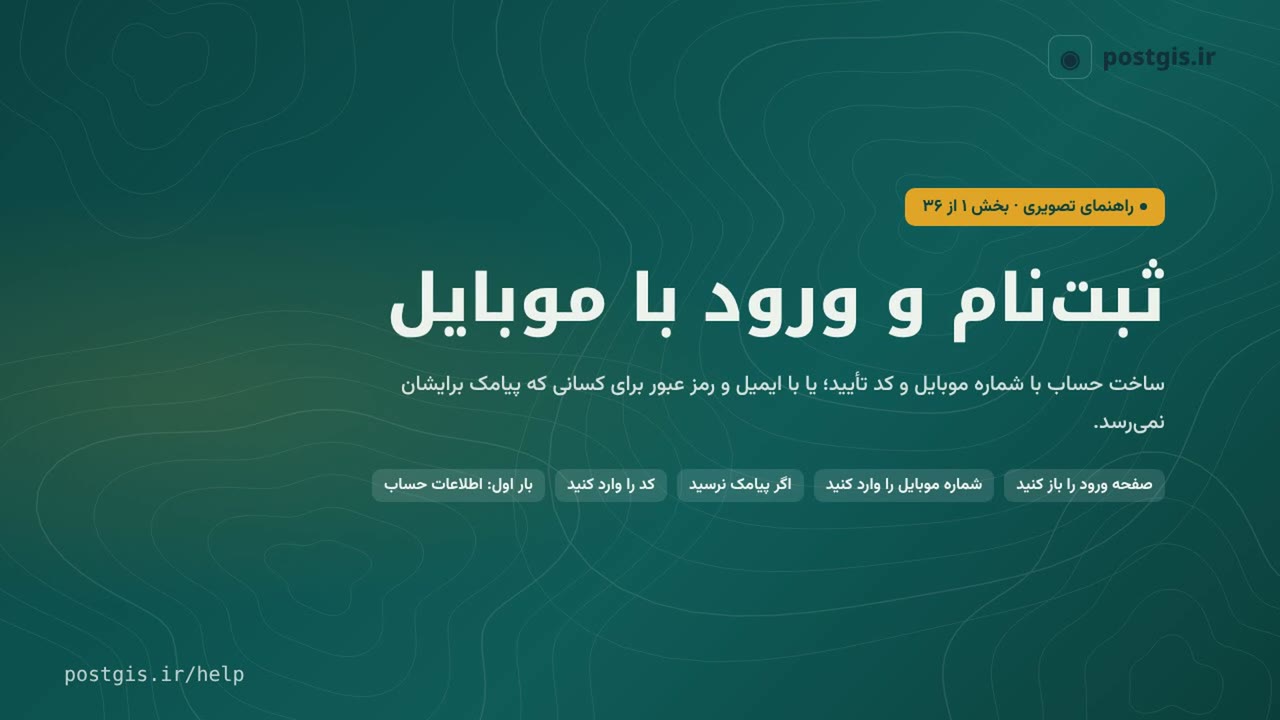 postgis.ir
• راهنمای تصویری · بخش ۱ از ۳۶
ثبت‌نام و ورود با موبایل
ساخت حساب با شماره موبایل و کد تأیید؛ یا با ایمیل و رمز عبور برای کسانی که پیامک برایشان
نمی‌رسد.
صفحه ورود را باز کنید
شماره موبایل را وارد کنید
اگر پیامک نرسید
کد را وارد کنید
بار اول: اطلاعات حساب
postgis.ir/help